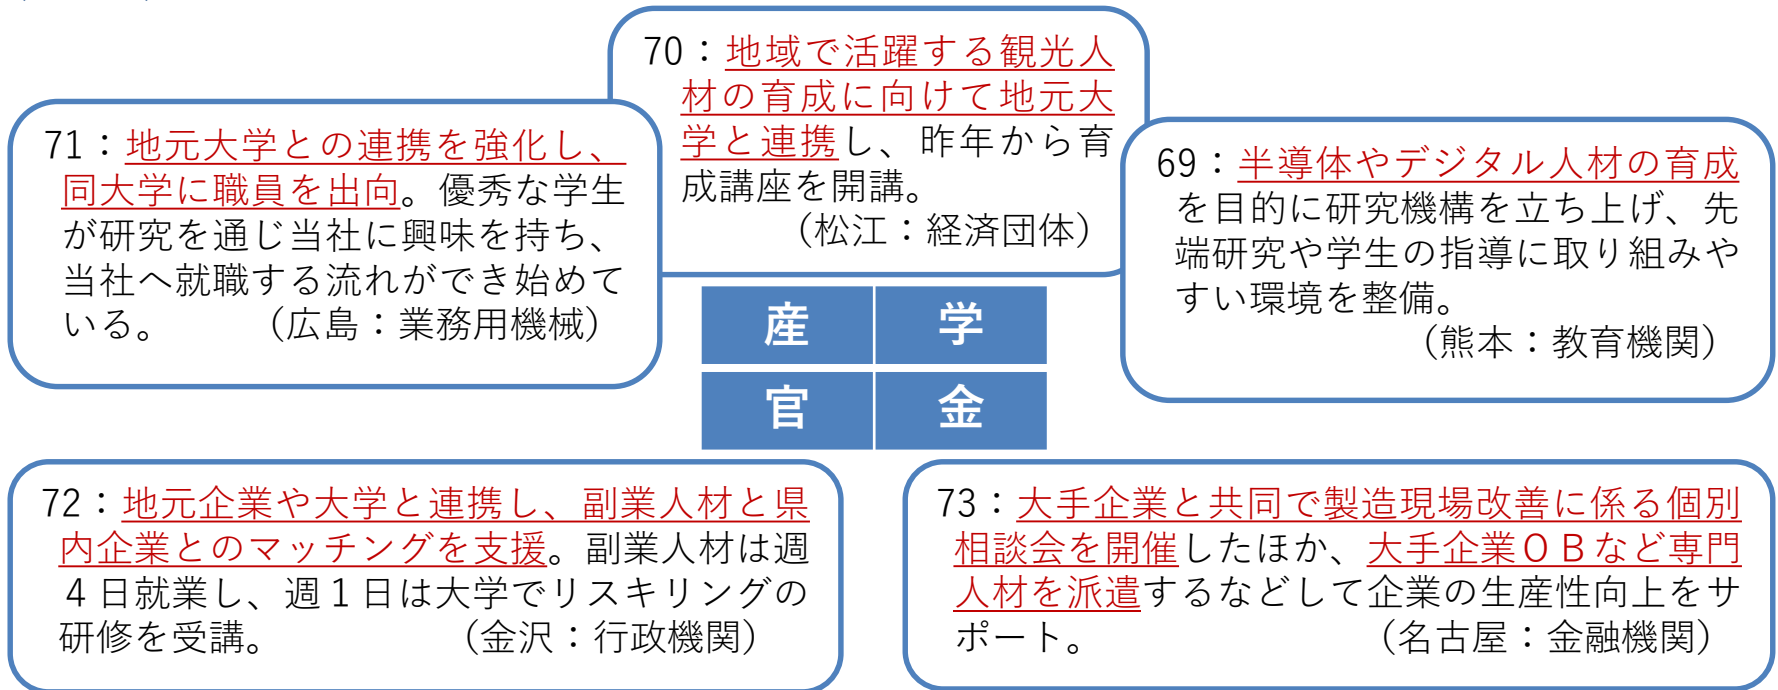 70：地域で活躍する観光人
材の育成に向けて地元大
学と連携し、昨年から育
成講座を開講。
（松江：経済団体）
71：地元大学との連携を強化し、
同大学に職員を出向。優秀な学生
が研究を通じ当社に興味を持ち、
当社へ就職する流れができ始めて
いる。　　　（広島：業務用機械）
69：半導体やデジタル人材の育成
を目的に研究機構を立ち上げ、先
端研究や学生の指導に取り組みや
すい環境を整備。
（熊本：教育機関）
産　学
官　金
72：地元企業や大学と連携し、副業人材と県
内企業とのマッチングを支援。副業人材は週
４日就業し、週１日は大学でリスキリングの
研修を受講。　　　　（金沢：行政機関）
73：大手企業と共同で製造現場改善に係る個別
相談会を開催したほか、大手企業ＯＢなど専門
人材を派遣するなどして企業の生産性向上をサ
ポート。　　　　　　（名古屋：金融機関）